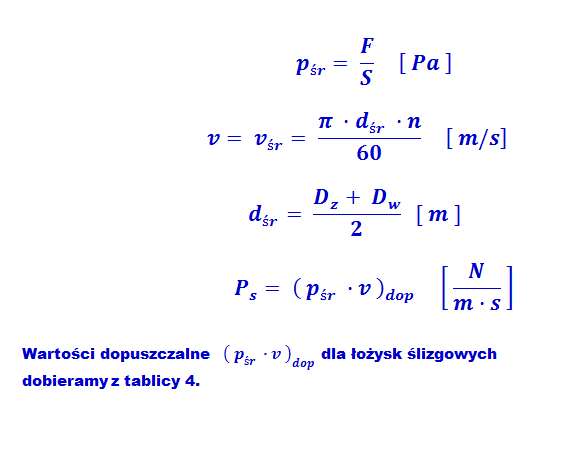 p_śr = F/S [ Pa ]
v = v_śr = (π · d_śr · n)/60 [ m/s]
d_śr = (D_z + D_w)/2 [ m ]
P_s = ( p_śr · v )_dop [ N/(m · s) ]
Wartości dopuszczalne ( p_śr · v )_dop dla łożysk ślizgowych
dobieramy z tablicy 4.